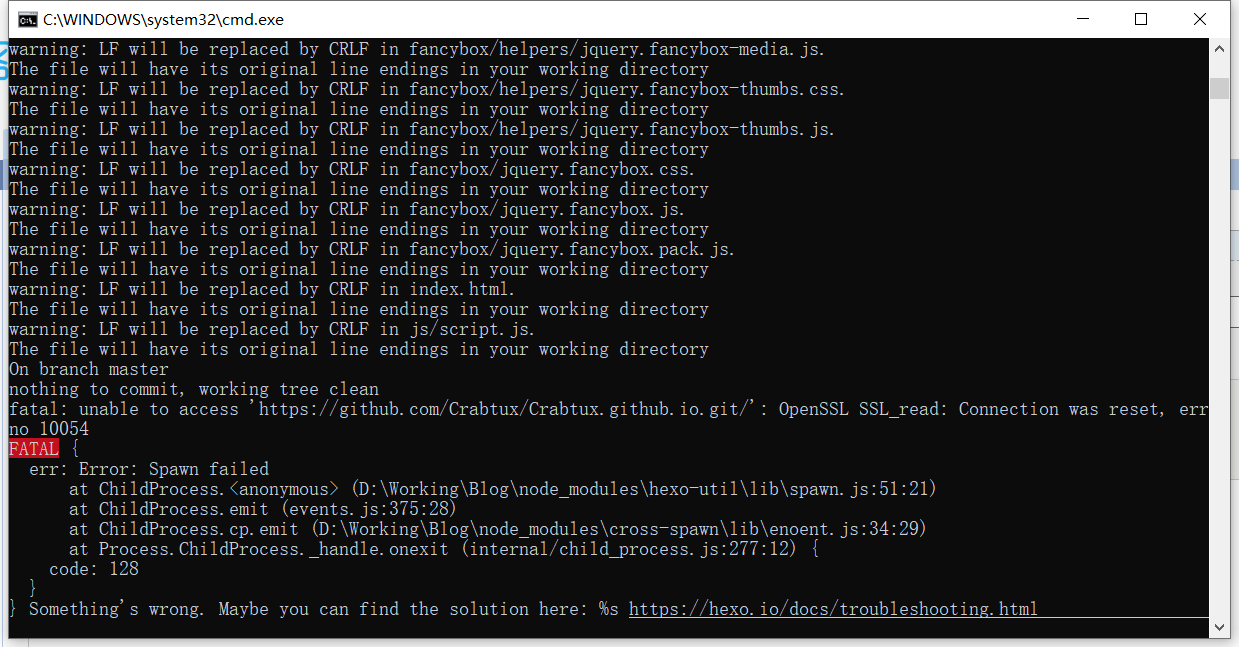 C:\WINDOWS\system32\cmd.exe
warning: LF will be replaced by CRLF in fancybox/helpers/jquery.fancybox-media.js.
The file will have its original line endings in your working directory
warning: LF will be replaced by CRLF in fancybox/helpers/jquery.fancybox-thumbs.css.
The file will have its original line endings in your working directory
warning: LF will be replaced by CRLF in fancybox/helpers/jquery.fancybox-thumbs.js.
The file will have its original line endings in your working directory
warning: LF will be replaced by CRLF in fancybox/jquery.fancybox.css.
The file will have its original line endings in your working directory
warning: LF will be replaced by CRLF in fancybox/jquery.fancybox.js.
The file will have its original line endings in your working directory
warning: LF will be replaced by CRLF in fancybox/jquery.fancybox.pack.js.
The file will have its original line endings in your working directory
warning: LF will be replaced by CRLF in index.html.
The file will have its original line endings in your working directory
warning: LF will be replaced by CRLF in js/script.js.
The file will have its original line endings in your working directory
On branch master
nothing to commit, working tree clean
fatal: unable to access 'https://github.com/Crabtux/Crabtux.github.io.git/': OpenSSL SSL_read: Connection was reset, err
no 10054
FATAL {
  err: Error: Spawn failed
      at ChildProcess.<anonymous> (D:\Working\Blog\node_modules\hexo-util\lib\spawn.js:51:21)
      at ChildProcess.emit (events.js:375:28)
      at ChildProcess.cp.emit (D:\Working\Blog\node_modules\cross-spawn\lib\enoent.js:34:29)
      at Process.ChildProcess._handle.onexit (internal/child_process.js:277:12) {
    code: 128
  }
} Something's wrong. Maybe you can find the solution here: %s https://hexo.io/docs/troubleshooting.html